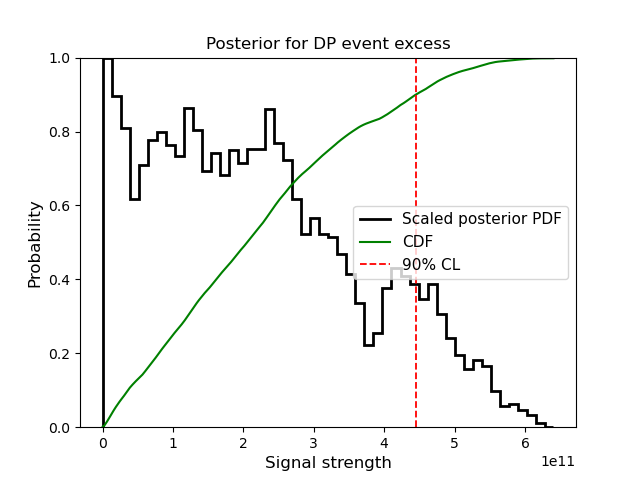 Posterior for DP event excess
1.0
0.8
0.6
0.4
0.2
0.0
Probability
Scaled posterior PDF
CDF
90% CL
0 1 2 3 4 5 6
1e11
Signal strength